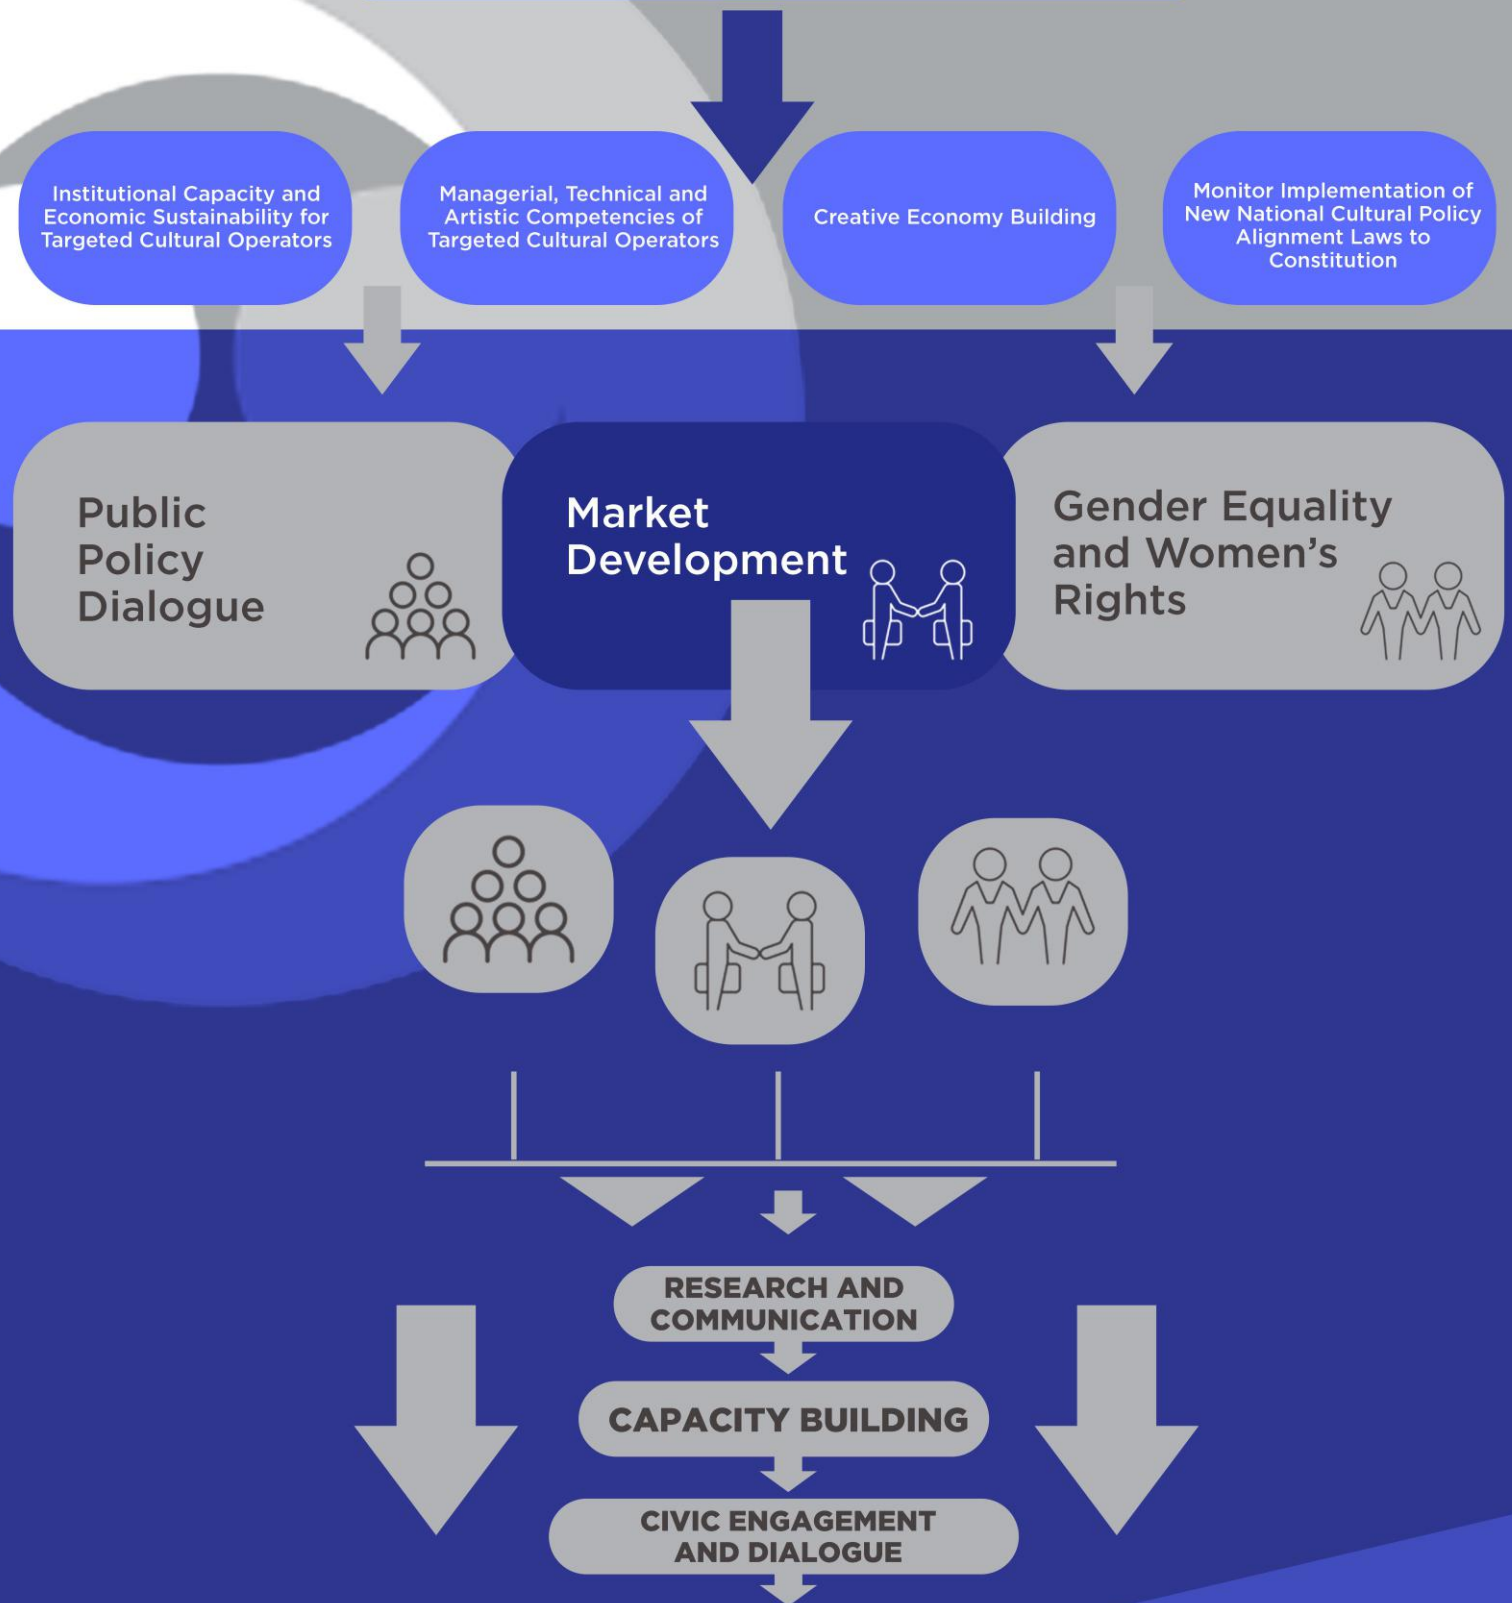 Institutional Capacity and
Economic Sustainability for
Targeted Cultural Operators
Managerial, Technical and
Artistic Competencies of
Targeted Cultural Operators
Creative Economy Building
Monitor Implementation of
New National Cultural Policy
Alignment Laws to
Constitution
Public
Policy
Dialogue
Market
Development
Gender Equality
and Women's
Rights
RESEARCH AND
COMMUNICATION
CAPACITY BUILDING
CIVIC ENGAGEMENT
AND DIALOGUE